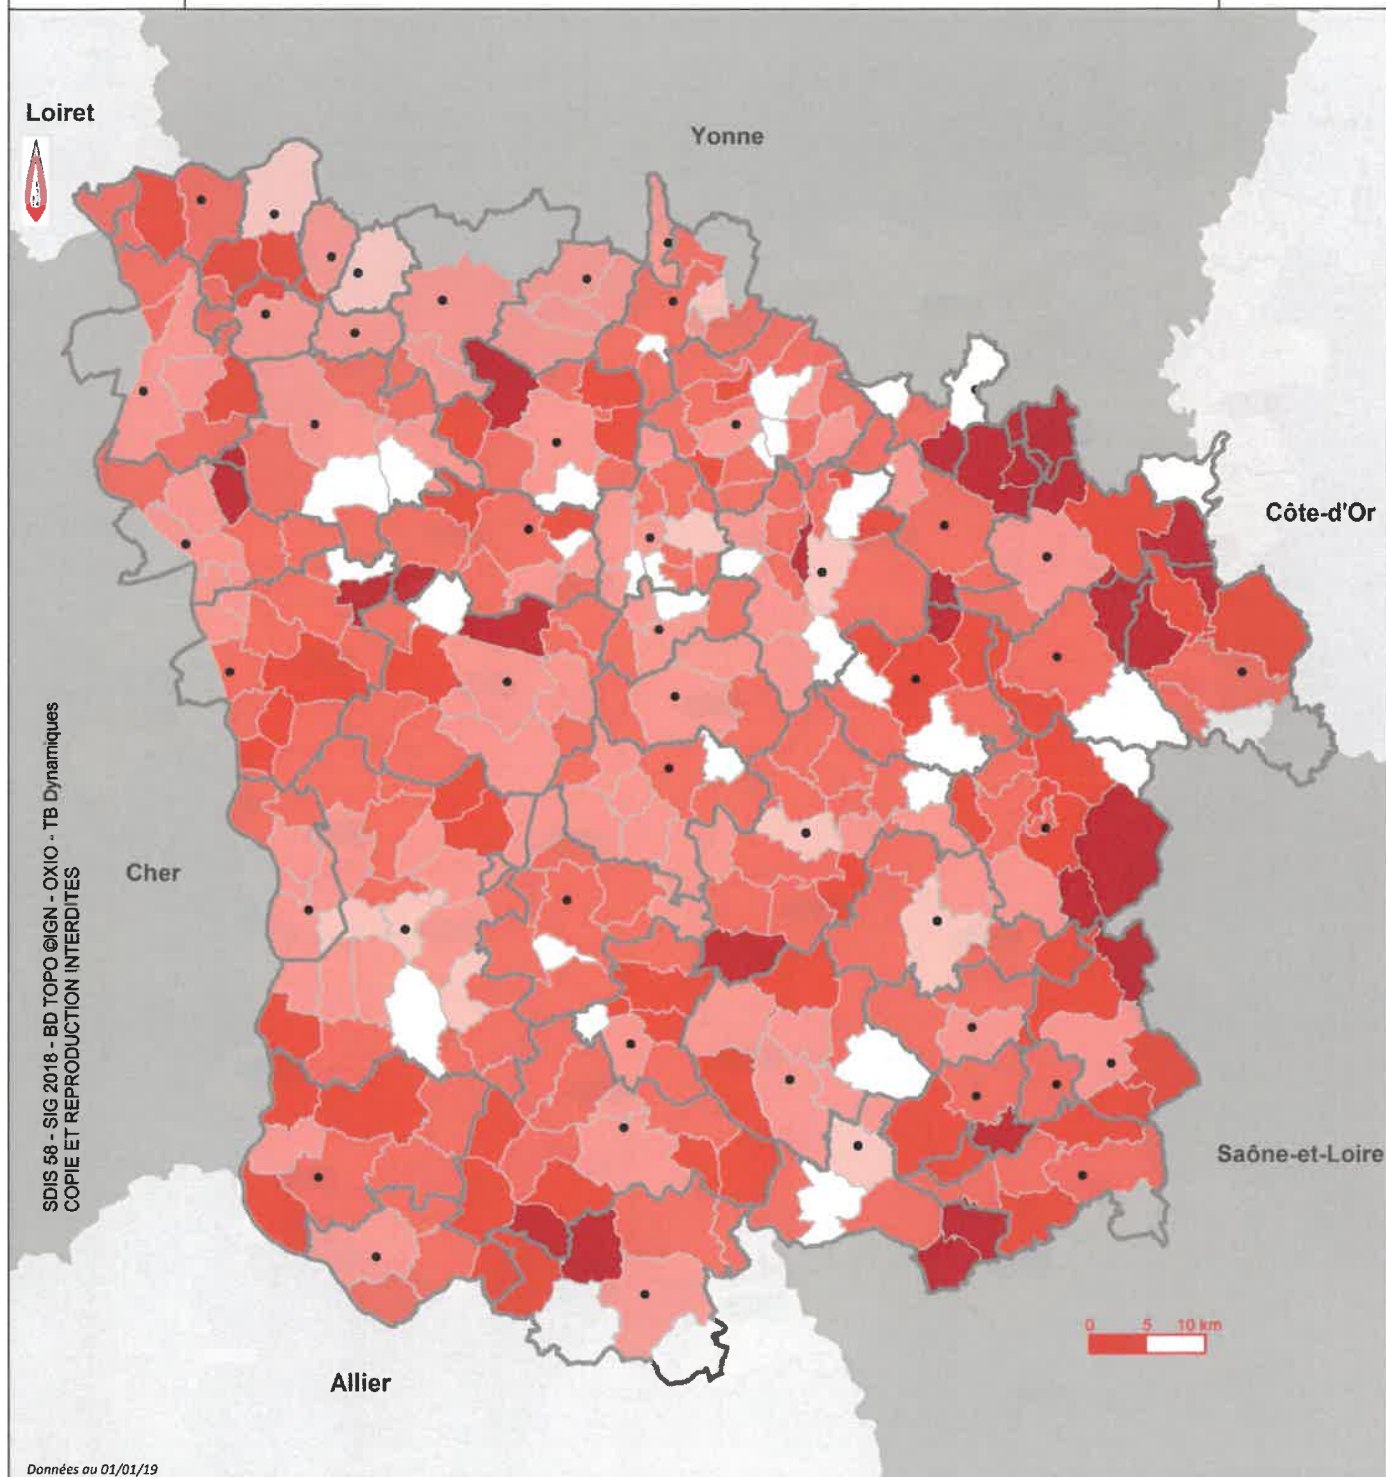 Loiret
Yonne
Côte-d'Or
SDIS 58 - SIG 2018 - BD TOPO ©IGN - OXIO - TB Dynamiques
COPIE ET REPRODUCTION INTERDITES
Cher
Saône-et-Loire
0 5 10 km
Allier
Données au 01/01/19